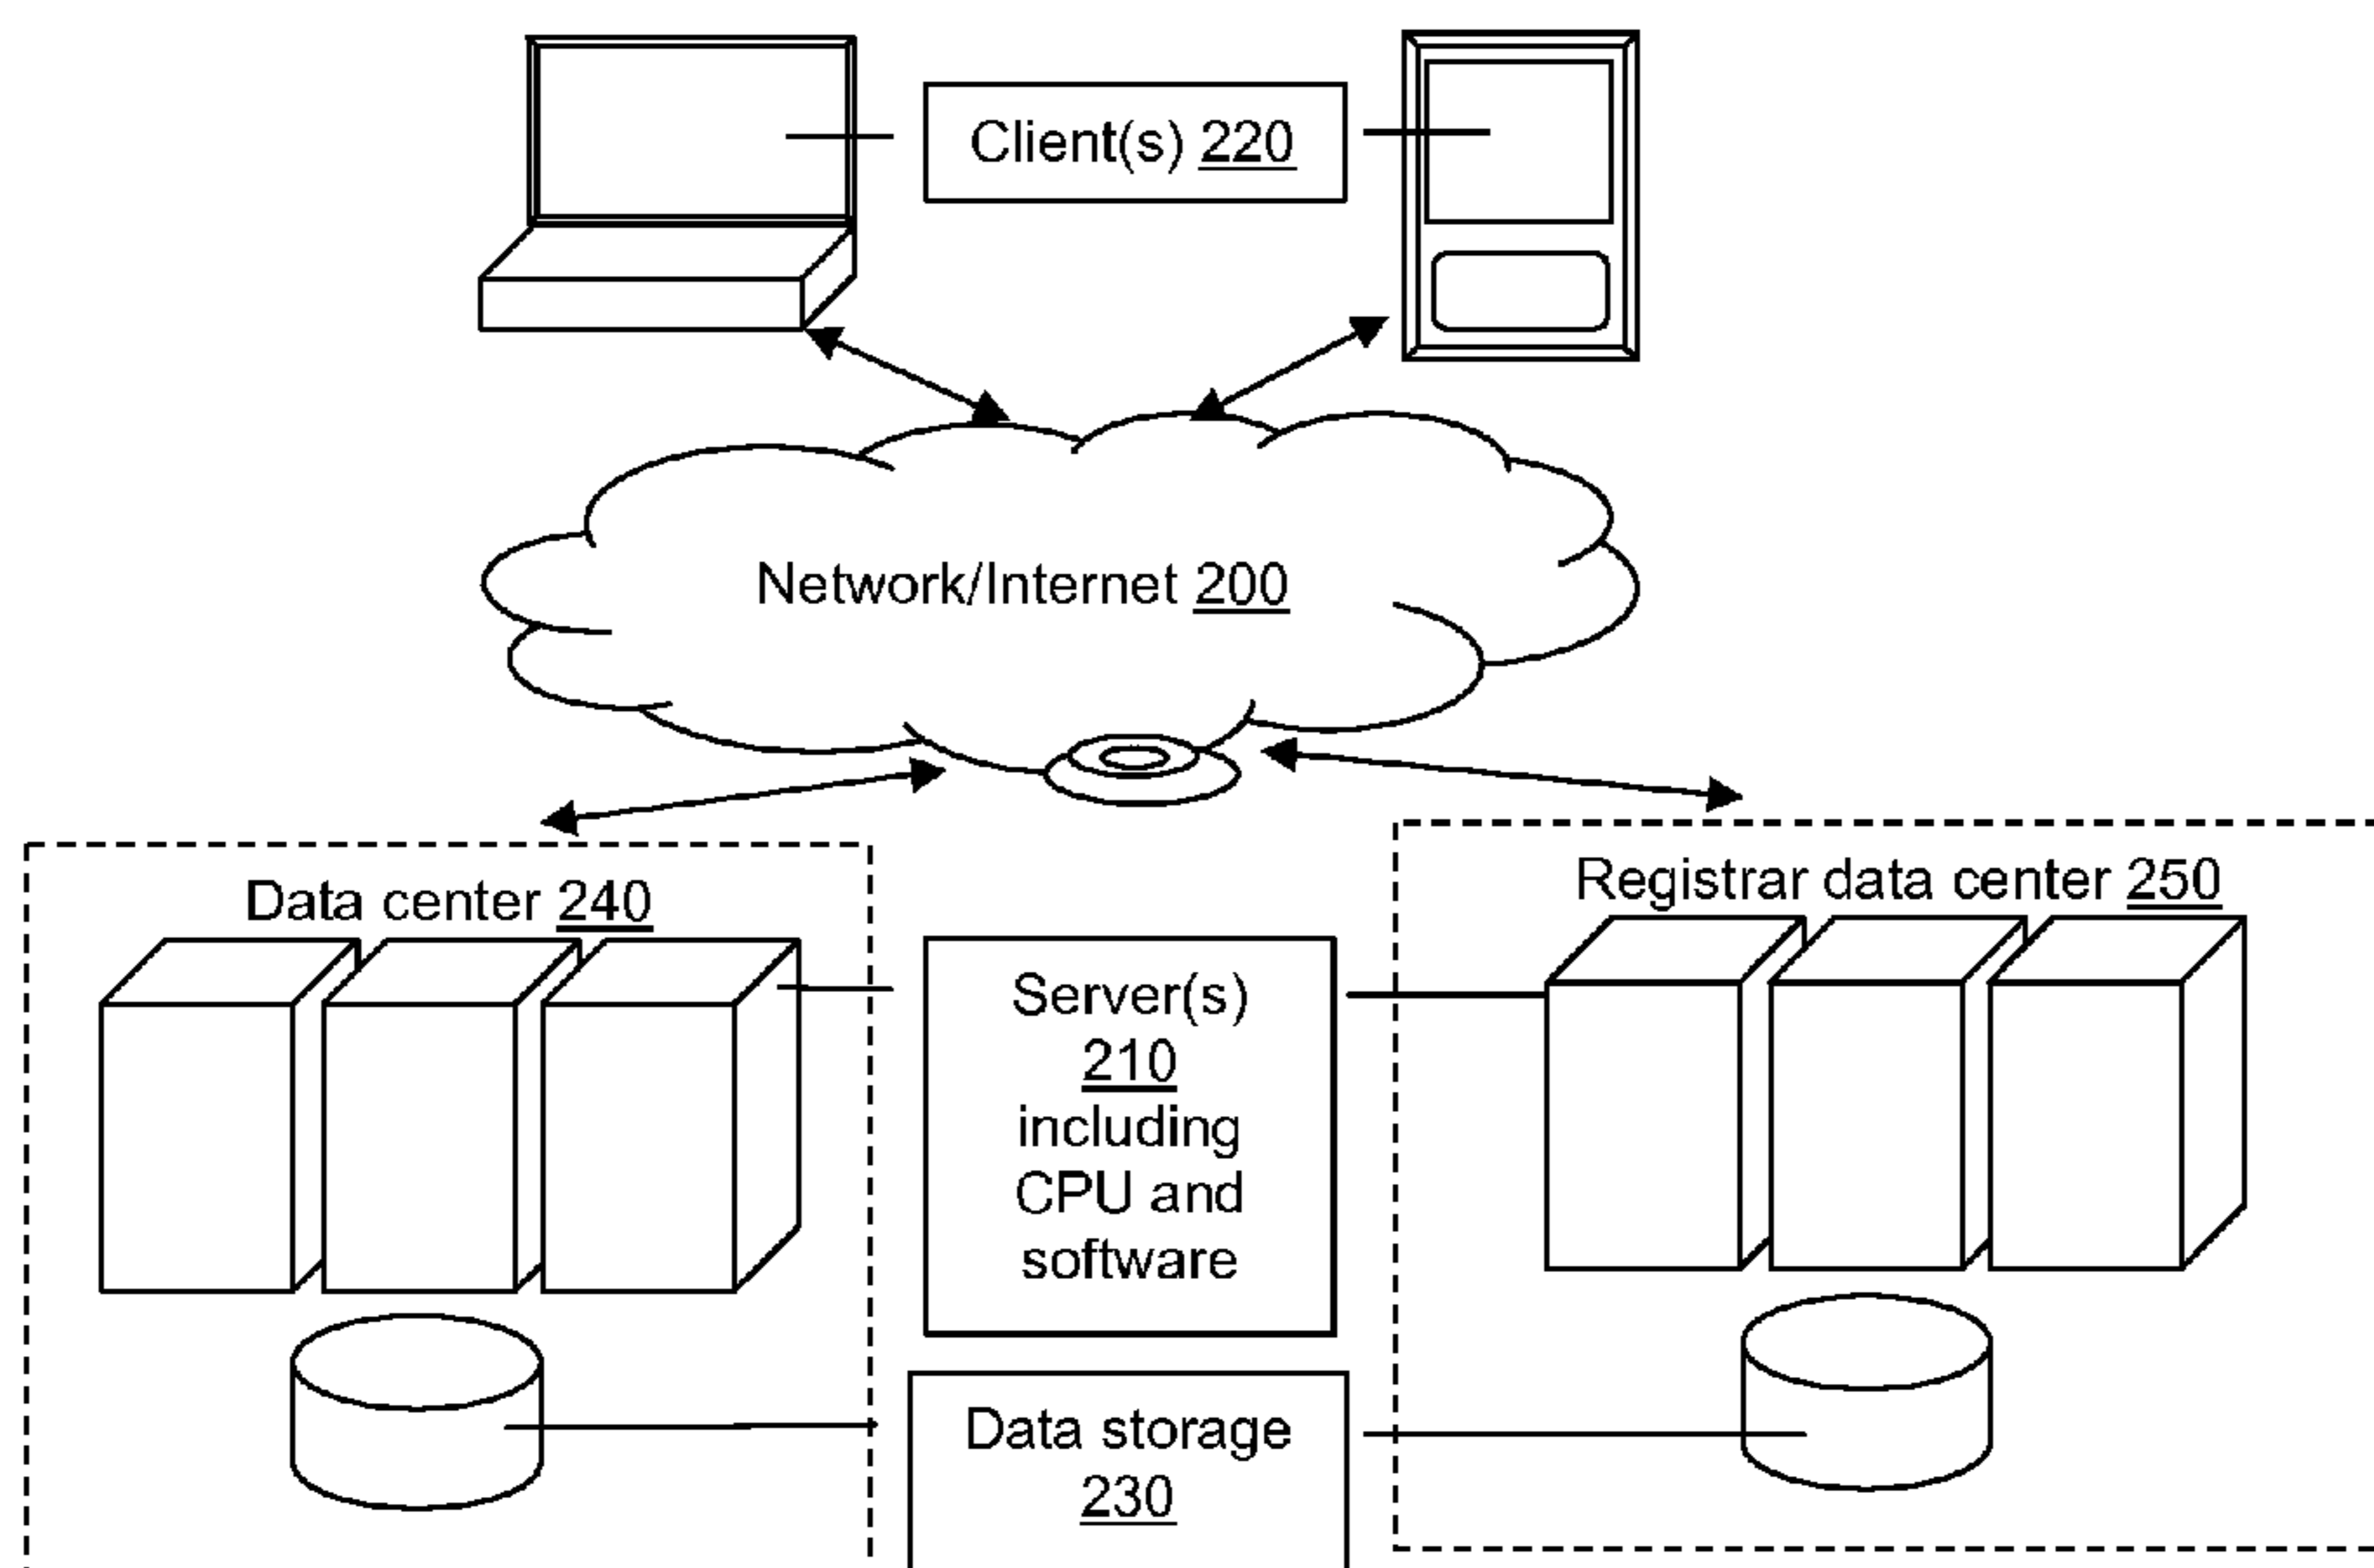 Client(s) 220
Network/Internet 200
Data center 240
Registrar data center 250
Server(s)
210
including
CPU and
software
Data storage
230